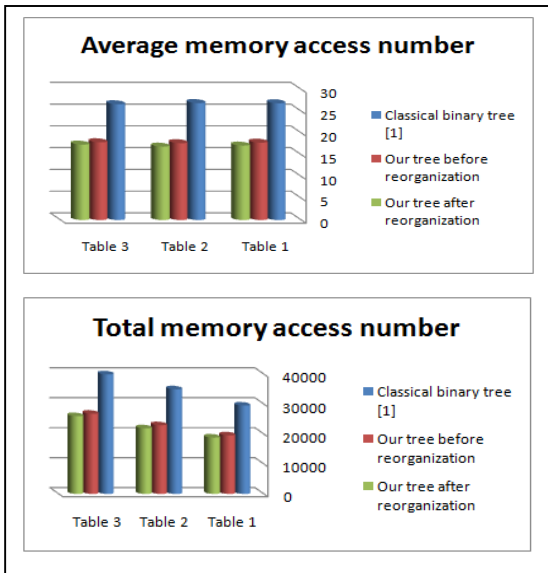 Average memory access number
30
25
20
15
10
5
0
Classical binary tree
[1]
Our tree before
reorganization
Our tree after
reorganization
Table 3 Table 2 Table 1
Total memory access number
40000
30000
20000
10000
0
Classical binary tree
[1]
Our tree before
reorganization
Our tree after
reorganization
Table 3 Table 2 Table 1